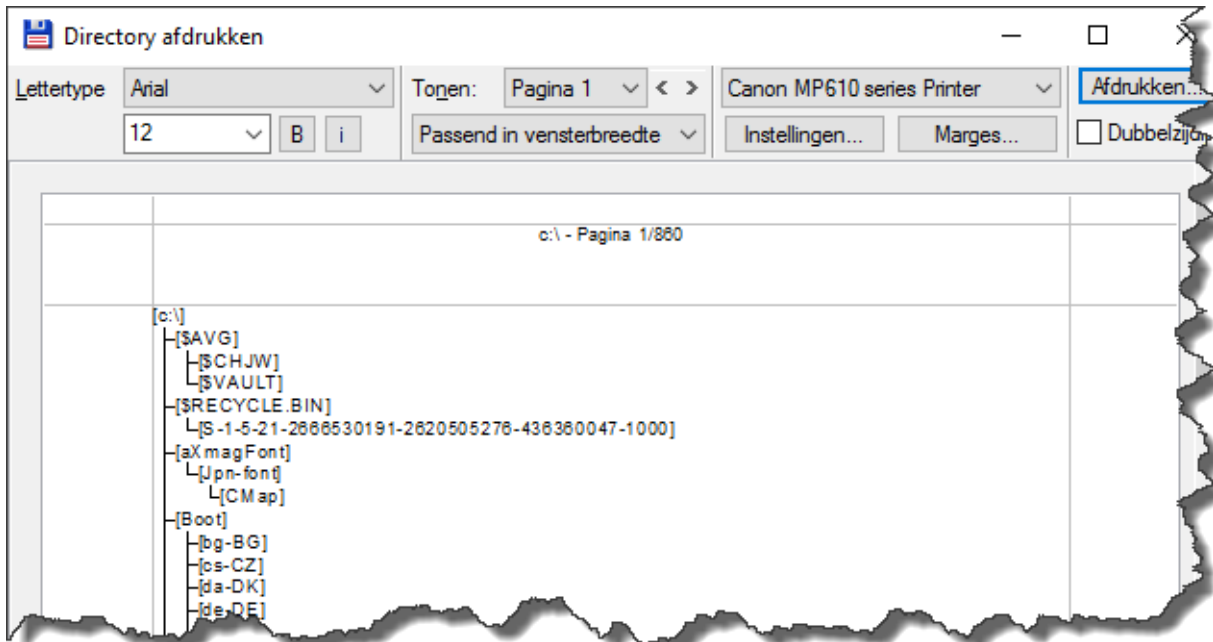 Directory afdrukken
Lettertype Arial Tonen: Pagina 1 < > Canon MP610 series Printer Afdrukken...
12 B i Passend in vensterbreedte Instellingen... Marges...
c:\ - Pagina 1/860
[c:\]
[$AVG]
[$CHJW]
[$VAULT]
[$RECYCLE.BIN]
[S-1-5-21-2666530191-2620505276-436360047-1000]
[aXmagFont]
[Jpn-font]
[CMap]
[Boot]
[bg-BG]
[cs-CZ]
[da-DK]
[de-DE]